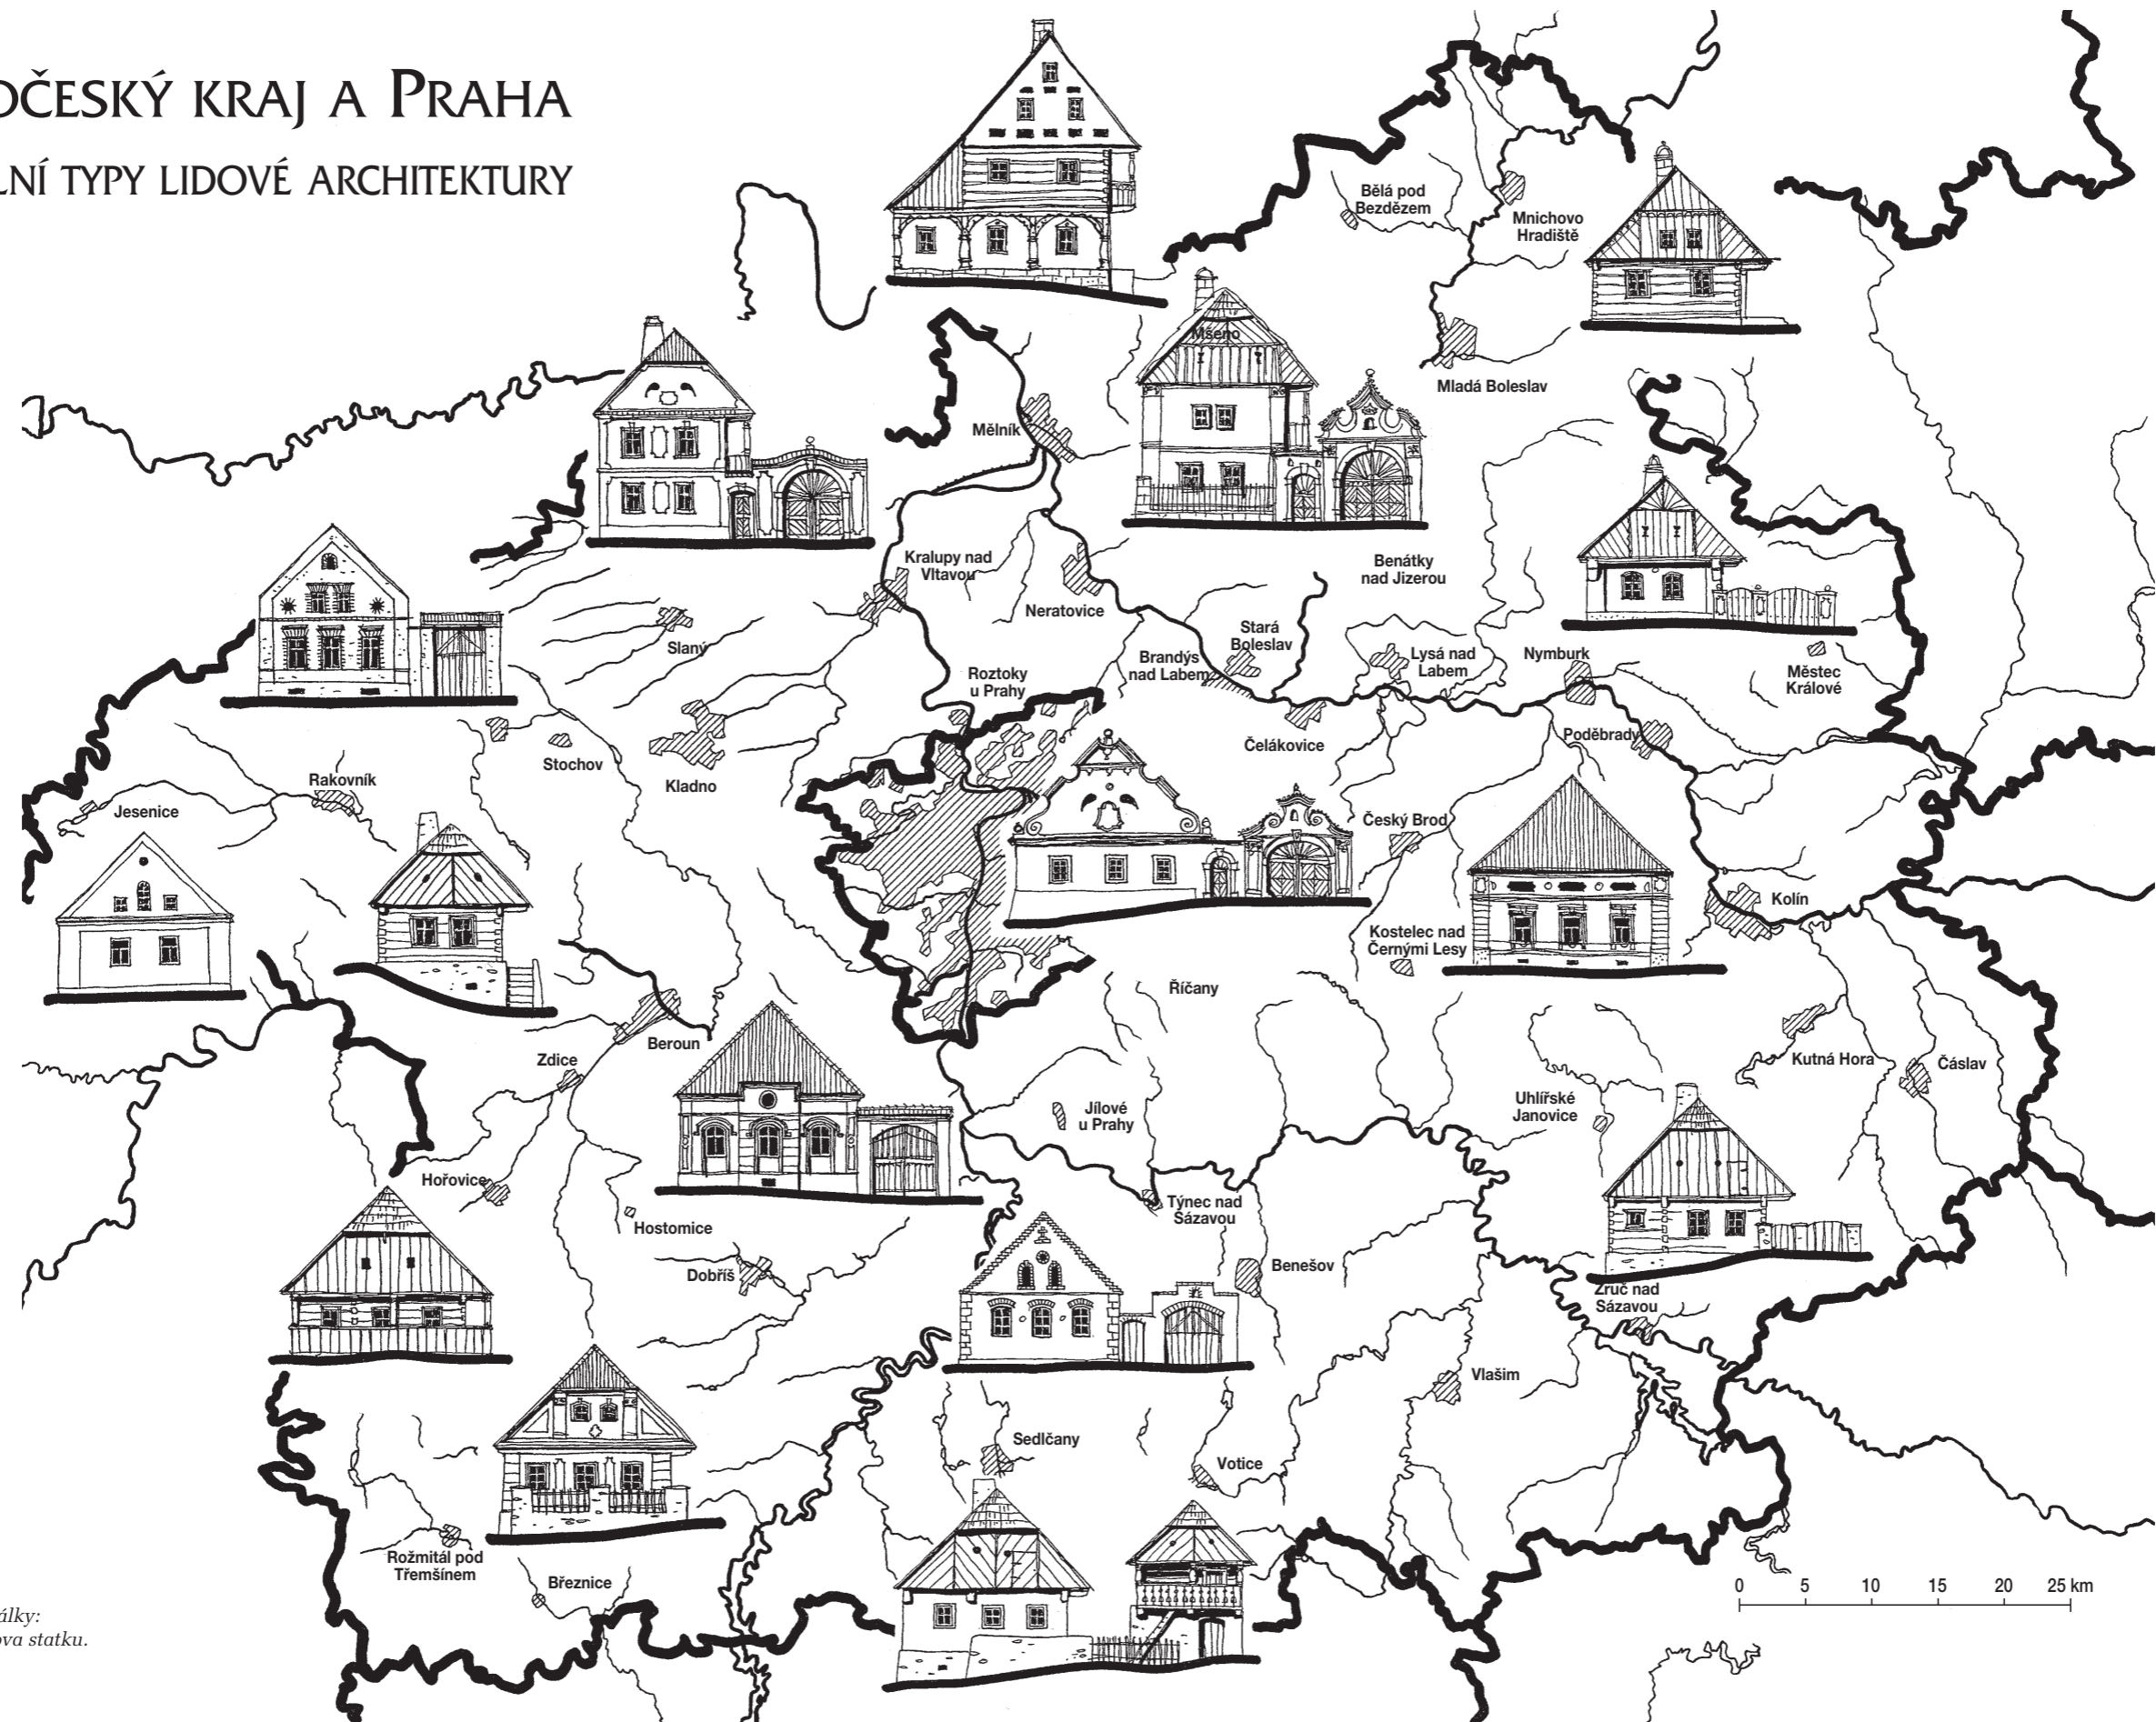 OČESKÝ KRAJ A PRAHA
LNÍ TYPY LIDOVÉ ARCHITEKTURY
Bělá pod
Bezdězem
Mnichovo
Hradiště
Mšeno
Mladá Boleslav
Mělník
Kralupy nad
Vltavou
Benátky
nad Jizerou
Neratovice
Slaný
Stará
Boleslav
Brandýs
nad Labem
Lysá nad
Labem
Nymburk
Městec
Králové
Roztoky
u Prahy
Čelákovice
Poděbrady
Stochov
Kladno
Rakovník
Jesenice
Český Brod
Kolín
Kostelec nad
Černými Lesy
Říčany
Beroun
Zdice
Kutná Hora
Čáslav
Uhlířské
Janovice
Jílové
u Prahy
Hořovice
Týnec nad
Sázavou
Hostomice
Dobříš
Benešov
Zruč nad
Sázavou
Vlašim
Sedlčany
Votice
Rožmitál pod
Třemšínem
Březnice
0 5 10 15 20 25 km
álky:
ova statku.